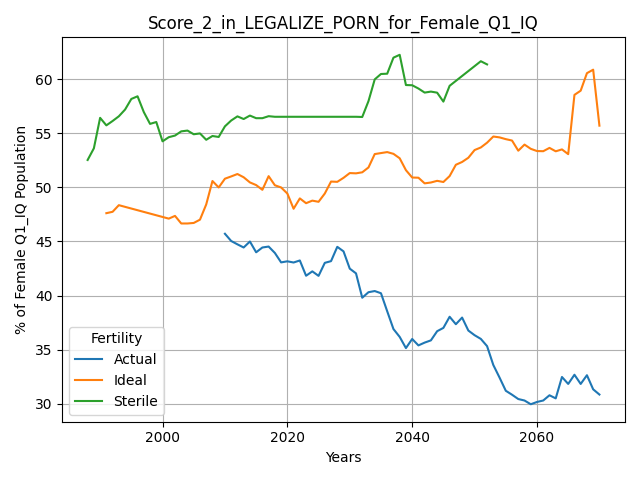 Score_2_in_LEGALIZE_PORN_for_Female_Q1_IQ
% of Female Q1_IQ Population
60
55
50
45
40
35
30
Fertility
Actual
Ideal
Sterile
2000
2020
2040
2060
Years